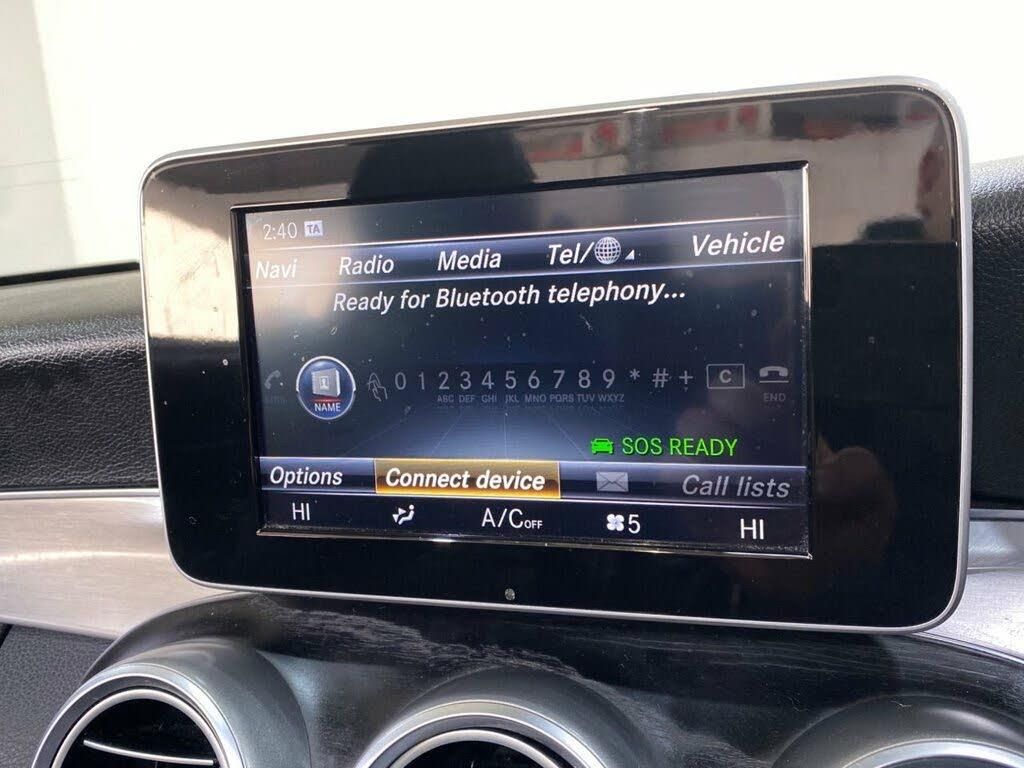 2:40 TA
Navi Radio Media Tel/ Vehicle
Ready for Bluetooth telephony...
NAME 0 1 2 3 4 5 6 7 8 9 * # + C END
ABC DEF GHI JKL MNO PQRS TUV WXYZ
SOS READY
Options Connect device Call lists
HI A/C OFF 5 HI